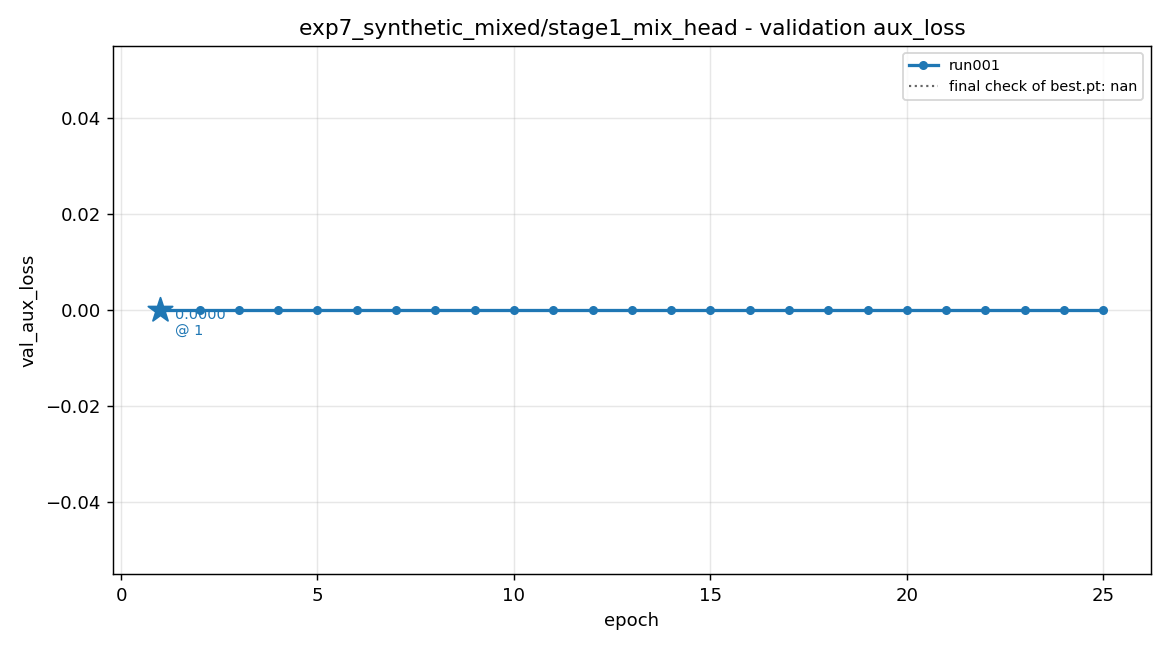 exp7_synthetic_mixed/stage1_mix_head - validation aux_loss
run001
final check of best.pt: nan
0.04
0.02
0.00
−0.02
−0.04
val_aux_loss
0.0000
@ 1
0
5
10
15
20
25
epoch